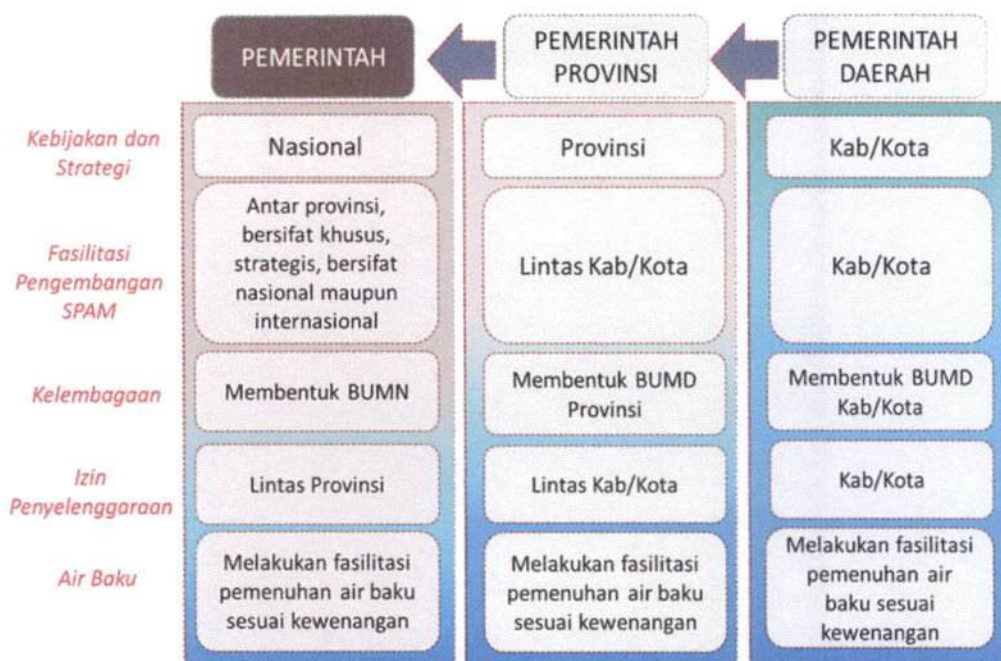 PEMERINTAH
PEMERINTAH
PROVINSI
PEMERINTAH
DAERAH
Kebijakan dan
Strategi
Nasional
Provinsi
Kab/Kota
Fasilitasi
Pengembangan
SPAM
Antar provinsi,
bersifat khusus,
strategis, bersifat
nasional maupun
internasional
Lintas Kab/Kota
Kab/Kota
Kelembagaan
Membentuk BUMN
Membentuk BUMD
Provinsi
Membentuk BUMD
Kab/Kota
Izin
Penyelenggaraan
Lintas Provinsi
Lintas Kab/Kota
Kab/Kota
Air Baku
Melakukan fasilitasi
pemenuhan air baku
sesuai kewenangan
Melakukan fasilitasi
pemenuhan air baku
sesuai kewenangan
Melakukan fasilitasi
pemenuhan air
baku sesuai
kewenangan